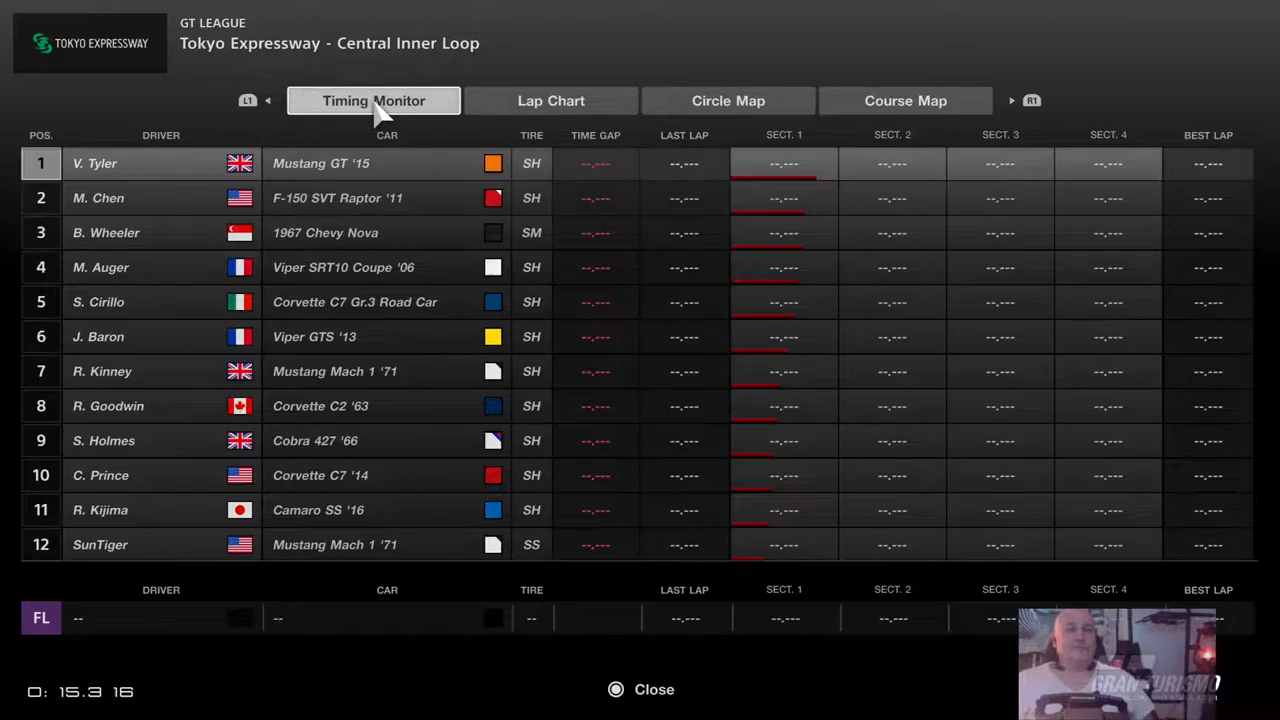 TOKYO EXPRESSWAY
GT LEAGUE
Tokyo Expressway - Central Inner Loop
L1 Timing Monitor Lap Chart Circle Map Course Map R1
POS. DRIVER CAR TIRE TIME GAP LAST LAP SECT. 1 SECT. 2 SECT. 3 SECT. 4 BEST LAP
1 V. Tyler Mustang GT '15 SH --,--- --,--- --,--- --,--- --,--- --,--- --,---
2 M. Chen F-150 SVT Raptor '11 SH --,--- --,--- --,--- --,--- --,--- --,--- --,---
3 B. Wheeler 1967 Chevy Nova SM --,--- --,--- --,--- --,--- --,--- --,--- --,---
4 M. Auger Viper SRT10 Coupe '06 SH --,--- --,--- --,--- --,--- --,--- --,--- --,---
5 S. Cirillo Corvette C7 Gr.3 Road Car SH --,--- --,--- --,--- --,--- --,--- --,--- --,---
6 J. Baron Viper GTS '13 SH --,--- --,--- --,--- --,--- --,--- --,--- --,---
7 R. Kinney Mustang Mach 1 '71 SH --,--- --,--- --,--- --,--- --,--- --,--- --,---
8 R. Goodwin Corvette C2 '63 SH --,--- --,--- --,--- --,--- --,--- --,--- --,---
9 S. Holmes Cobra 427 '66 SH --,--- --,--- --,--- --,--- --,--- --,--- --,---
10 C. Prince Corvette C7 '14 SH --,--- --,--- --,--- --,--- --,--- --,--- --,---
11 R. Kijima Camaro SS '16 SH --,--- --,--- --,--- --,--- --,--- --,--- --,---
12 SunTiger Mustang Mach 1 '71 SS --,--- --,--- --,--- --,--- --,--- --,--- --,---
DRIVER CAR TIRE LAST LAP SECT. 1 SECT. 2 SECT. 3 SECT. 4 BEST LAP
FL -- -- -- --,--- --,--- --,---
GRAN TURISMO
0: 15.3 16
Close